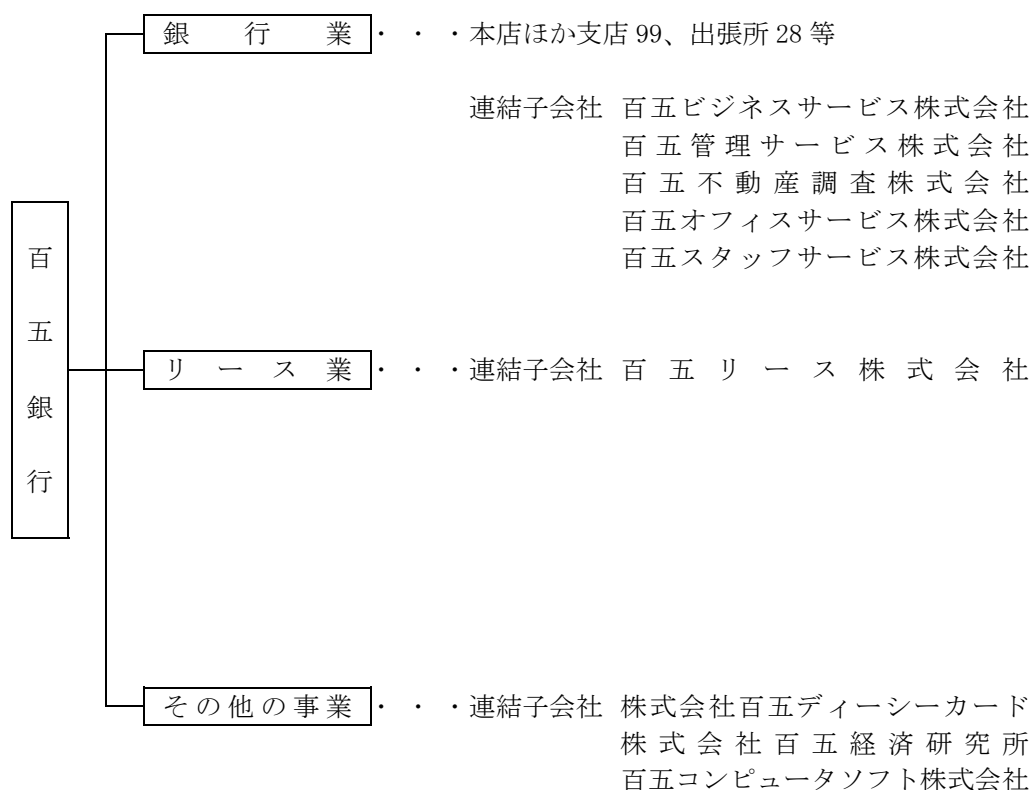 銀行業・・・本店ほか支店 99、出張所 28 等
連結子会社 百五ビジネスサービス株式会社
百五管理サービス株式会社
百五不動産調査株式会社
百五オフィスサービス株式会社
百五スタッフサービス株式会社
百五銀行
リース業・・・連結子会社 百五リース株式会社
その他の事業・・・連結子会社 株式会社百五ディーシーカード
株式会社百五経済研究所
百五コンピュータソフト株式会社